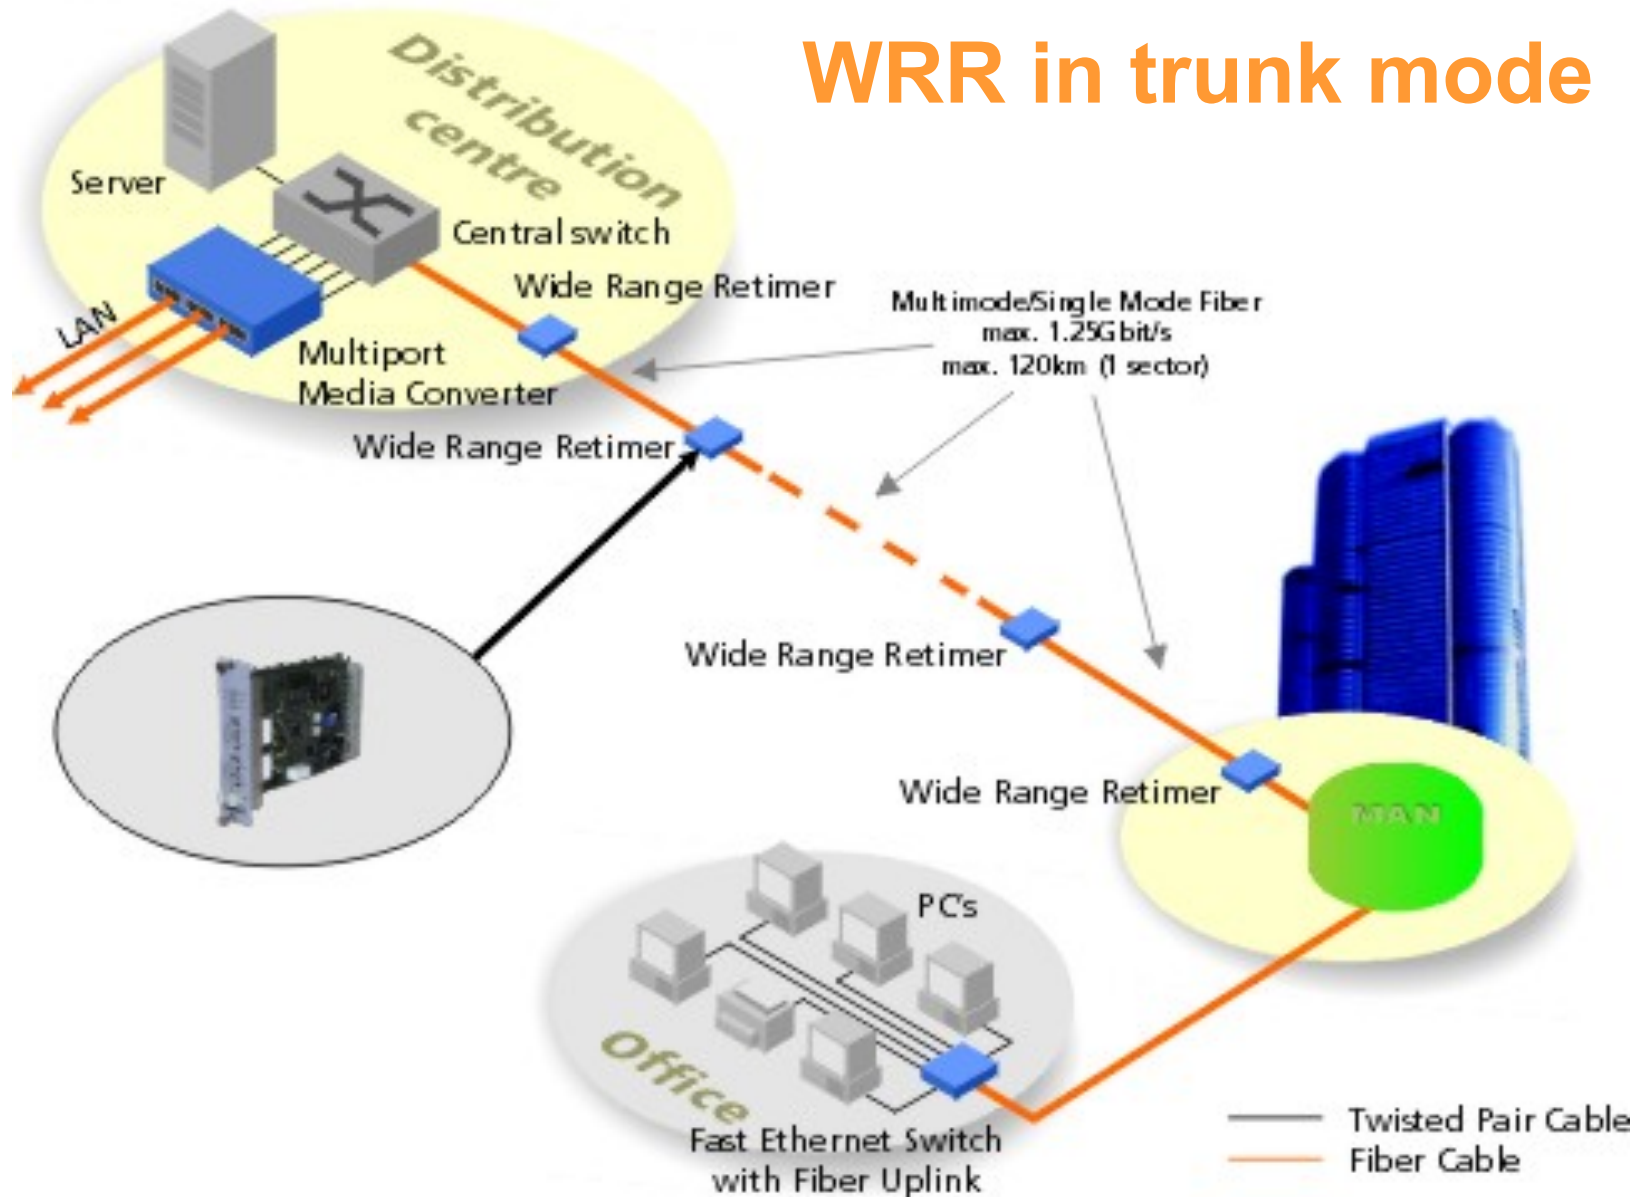 WRR in trunk mode
Distribution
centre
Server
Central switch
Wide Range Retimer
Multimode/Single Mode Fiber
max. 1.25Gbit/s
max. 120km (1 sector)
LAN
Multiport
Media Converter
Wide Range Retimer
Wide Range Retimer
Wide Range Retimer
MAN
PC's
Office
Fast Ethernet Switch
with Fiber Uplink
Twisted Pair Cable
Fiber Cable